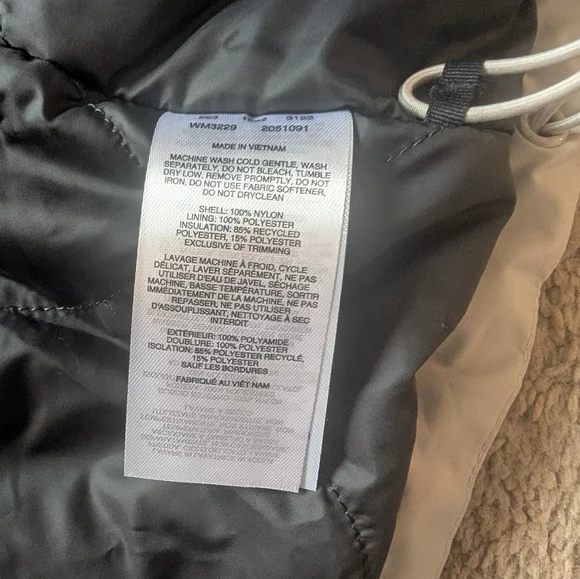 WM3229 2051091
MADE IN VIETNAM
MACHINE WASH COLD GENTLE, WASH
SEPARATELY, DO NOT BLEACH, TUMBLE
DRY LOW, REMOVE PROMPTLY, DO NOT
IRON, DO NOT USE FABRIC SOFTENER,
DO NOT DRYCLEAN
SHELL: 100% NYLON
LINING: 100% POLYESTER
INSULATION: 85% RECYCLED
POLYESTER, 15% POLYESTER
EXCLUSIVE OF TRIMMING
LAVAGE MACHINE À FROID, CYCLE
DÉLICAT, LAVER SÉPARÉMENT, NE PAS
UTILISER D'EAU DE JAVEL, SÉCHAGE
MACHINE, BASSE TEMPÉRATURE, SORTIR
IMMÉDIATEMENT DE LA MACHINE, NE PAS
REPASSER, NE PAS UTILISER
D'ASSOUPLISSANT, NETTOYAGE À SEC
INTERDIT
EXTÉRIEUR: 100% POLYAMIDE
DOUBLURE: 100% POLYESTER
ISOLATION: 85% POLYESTER RECYCLÉ,
15% POLYESTER
SAUF LES BORDURES
FABRIQUÉ AU VIÊT NAM